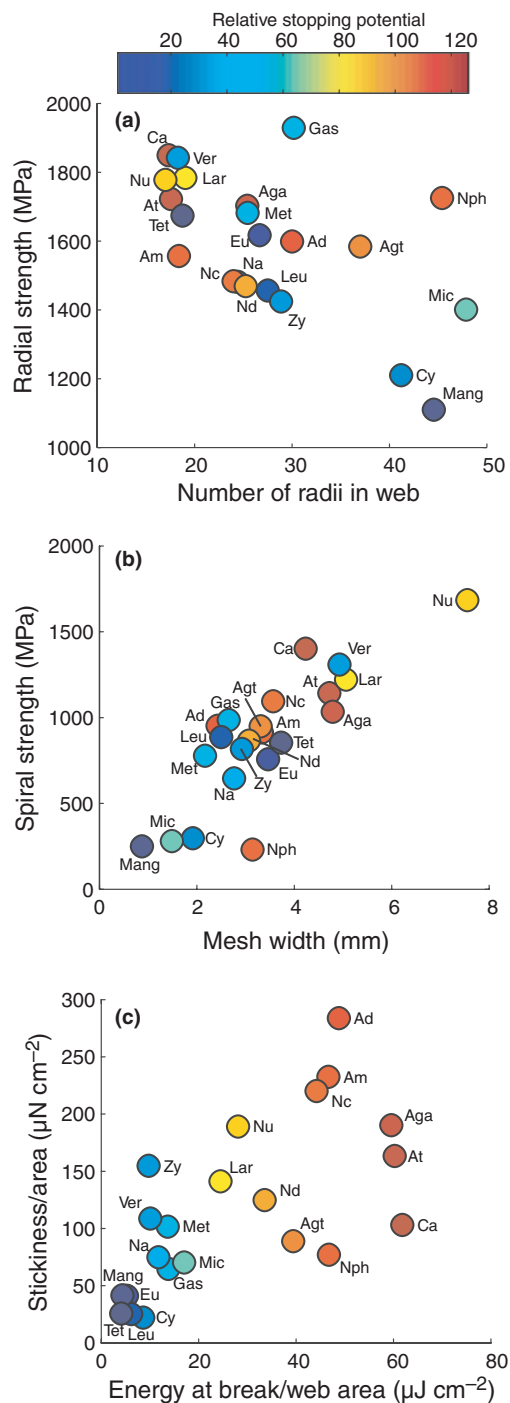 Relative stopping potential
20 40 60 80 100 120
(a)
2000
1800
1600
1400
1200
1000
Radial strength (MPa)
Ca
Ver
Gas
Nu
Lar
At
Tet
Aga
Met
Nph
Eu
Ad
Agt
Am
Nc
Na
Leu
Nd
Zy
Mic
Cy
Mang
10 20 30 40 50
Number of radii in web
(b)
2000
1500
1000
500
0
Spiral strength (MPa)
Nu
Ca
Ver
Lar
At
Agt
Gas
Nc
Aga
Ad
Am
Leu
Tet
Met
Nd
Na
Zy
Eu
Mic
Cy
Mang
Nph
0 2 4 6 8
Mesh width (mm)
(c)
300
250
200
150
100
50
0
Stickiness/area (µN cm⁻²)
Ad
Am
Nc
Nu
Aga
Zy
At
Lar
Nd
Ver
Met
Ca
Agt
Na
Mic
Nph
Mang
Eu
Gas
Tet
Leu
Cy
0 20 40 60 80
Energy at break/web area (µJ cm⁻²)